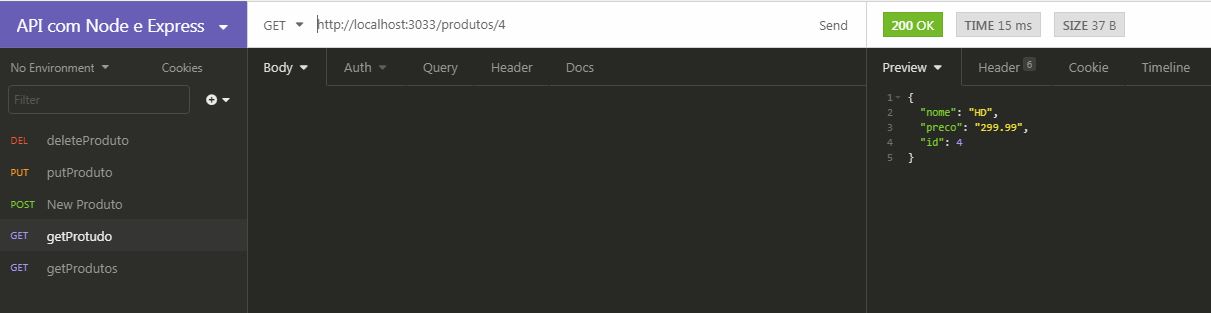 API com Node e Express
GET http://localhost:3033/produtos/4 Send
200 OK TIME 15 ms SIZE 37 B
No Environment Cookies
Body Auth Query Header Docs
Preview Header 6 Cookie Timeline
Filter
DEL deleteProduto
PUT putProduto
POST New Produto
GET getProtudo
GET getProdutos
1 {
2 "nome": "HD",
3 "preco": "299.99",
4 "id": 4
5 }